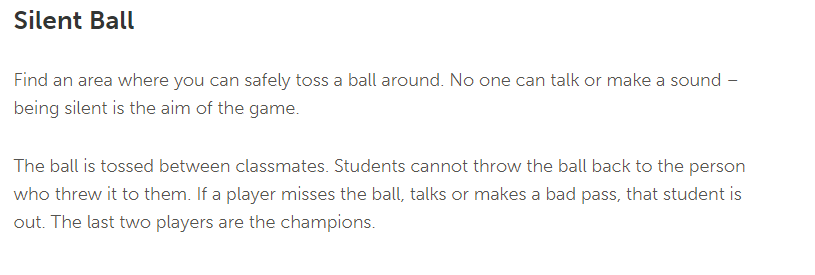 Silent Ball
Find an area where you can safely toss a ball around. No one can talk or make a sound –
being silent is the aim of the game.
The ball is tossed between classmates. Students cannot throw the ball back to the person
who threw it to them. If a player misses the ball, talks or makes a bad pass, that student is
out. The last two players are the champions.